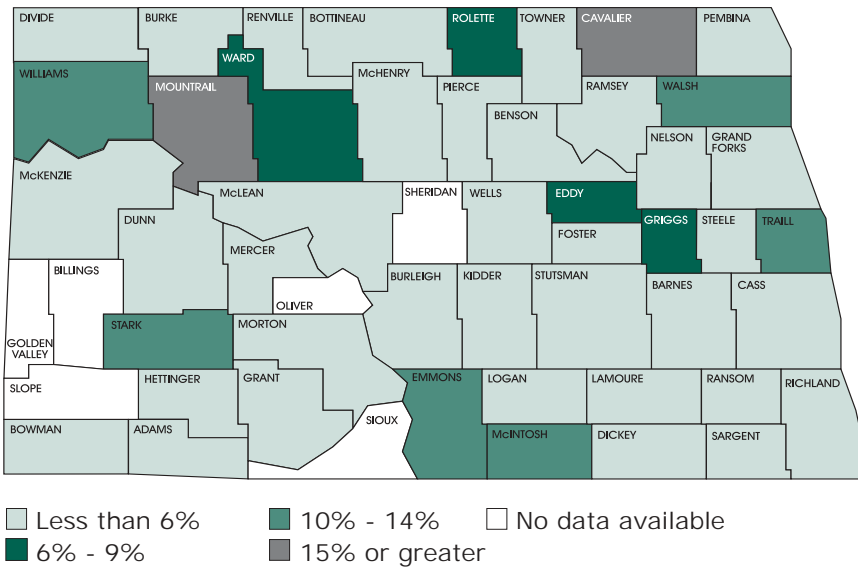 DIVIDE
BURKE
RENVILLE
BOTTINEAU
ROLETTE
TOWNER
CAVALIER
PEMBINA
WARD
WILLIAMS
MOUNTRAIL
McHENRY
PIERCE
RAMSEY
WALSH
BENSON
NELSON
GRAND
FORKS
McKENZIE
McLEAN
SHERIDAN
WELLS
EDDY
DUNN
GRIGGS
STEELE
TRAILL
FOSTER
MERCER
BILLINGS
BURLEIGH
KIDDER
STUTSMAN
BARNES
CASS
OLIVER
STARK
MORTON
GOLDEN
VALLEY
SLOPE
HETTINGER
GRANT
EMMONS
LOGAN
LAMOURE
RANSOM
RICHLAND
SIOUX
BOWMAN
ADAMS
McINTOSH
DICKEY
SARGENT
Less than 6%
10% - 14%
No data available
6% - 9%
15% or greater